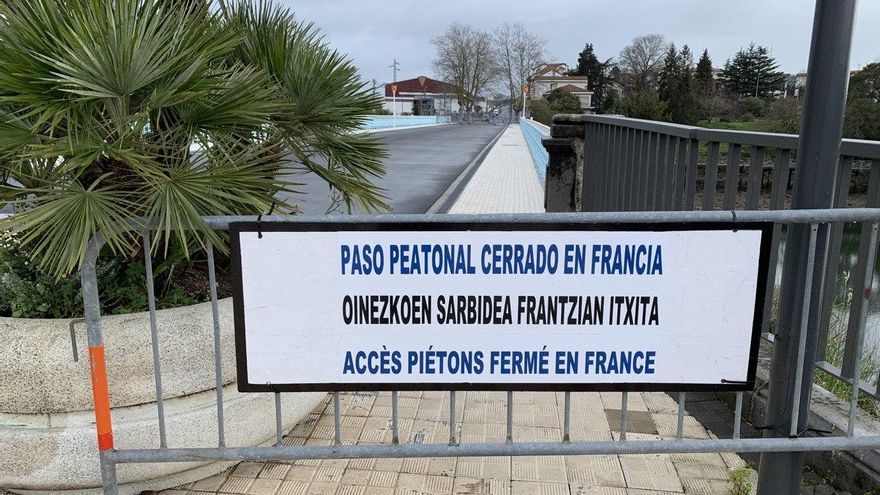 PASO PEATONAL CERRADO EN FRANCIA
OINEZKOEN SARBIDEA FRANTZIAN ITXITA
ACCÈS PIÉTONS FERMÉ EN FRANCE